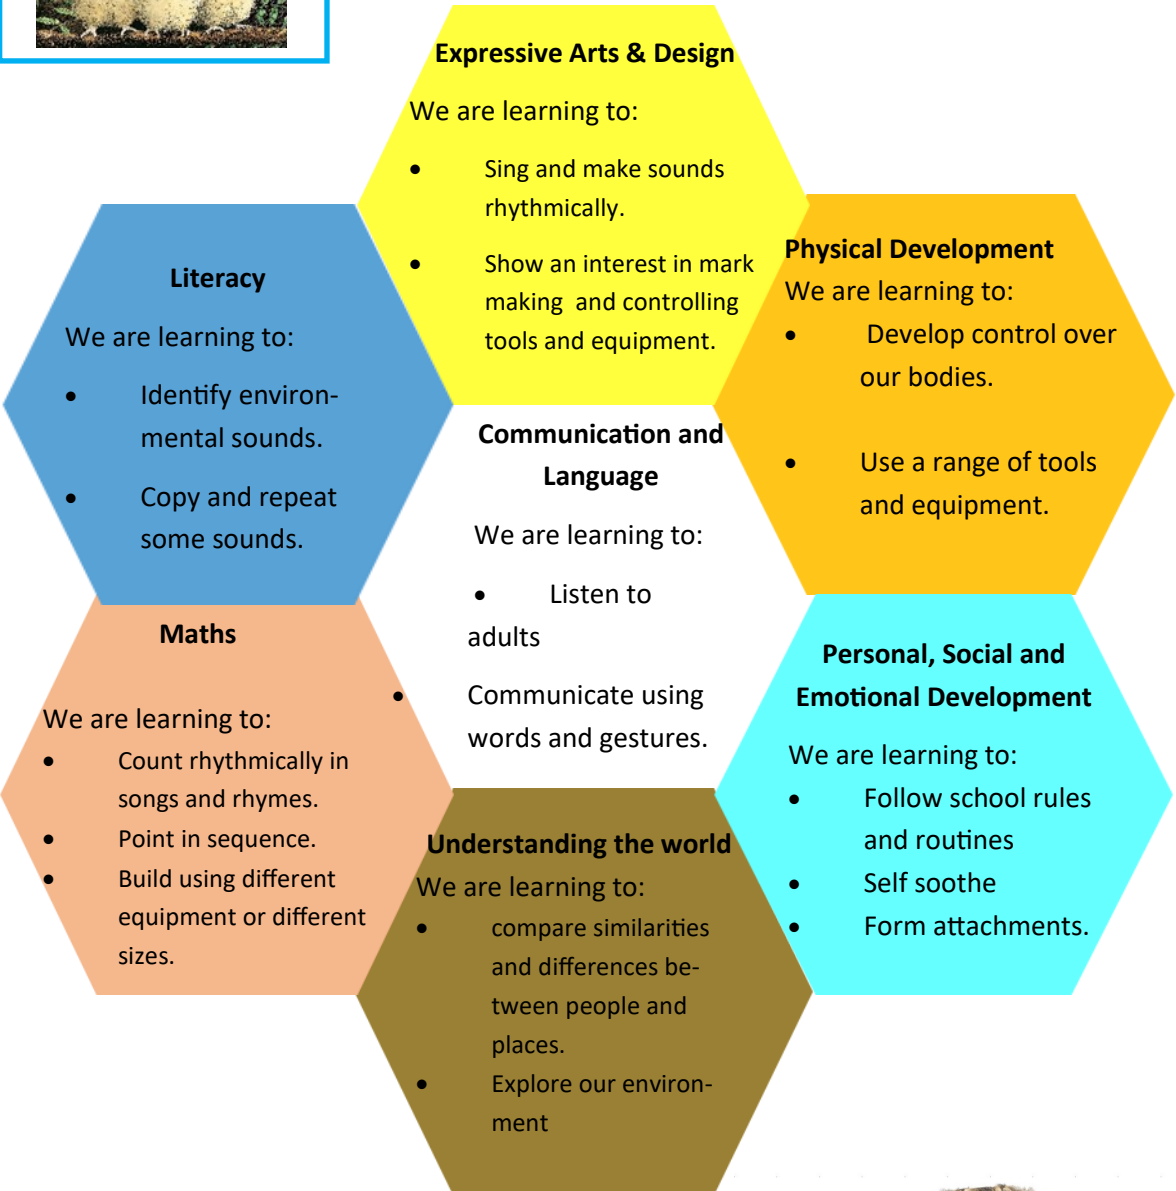 Expressive Arts & Design
We are learning to:
• Sing and make sounds
rhythmically.
• Show an interest in mark
making and controlling
tools and equipment.
Literacy
We are learning to:
• Identify environ-
mental sounds.
• Copy and repeat
some sounds.
Physical Development
We are learning to:
• Develop control over
our bodies.
• Use a range of tools
and equipment.
Communication and
Language
We are learning to:
• Listen to
adults
• Communicate using
words and gestures.
Maths
We are learning to:
• Count rhythmically in
songs and rhymes.
• Point in sequence.
• Build using different
equipment or different
sizes.
Personal, Social and
Emotional Development
We are learning to:
• Follow school rules
and routines
• Self soothe
• Form attachments.
Understanding the world
We are learning to:
• compare similarities
and differences be-
tween people and
places.
• Explore our environ-
ment